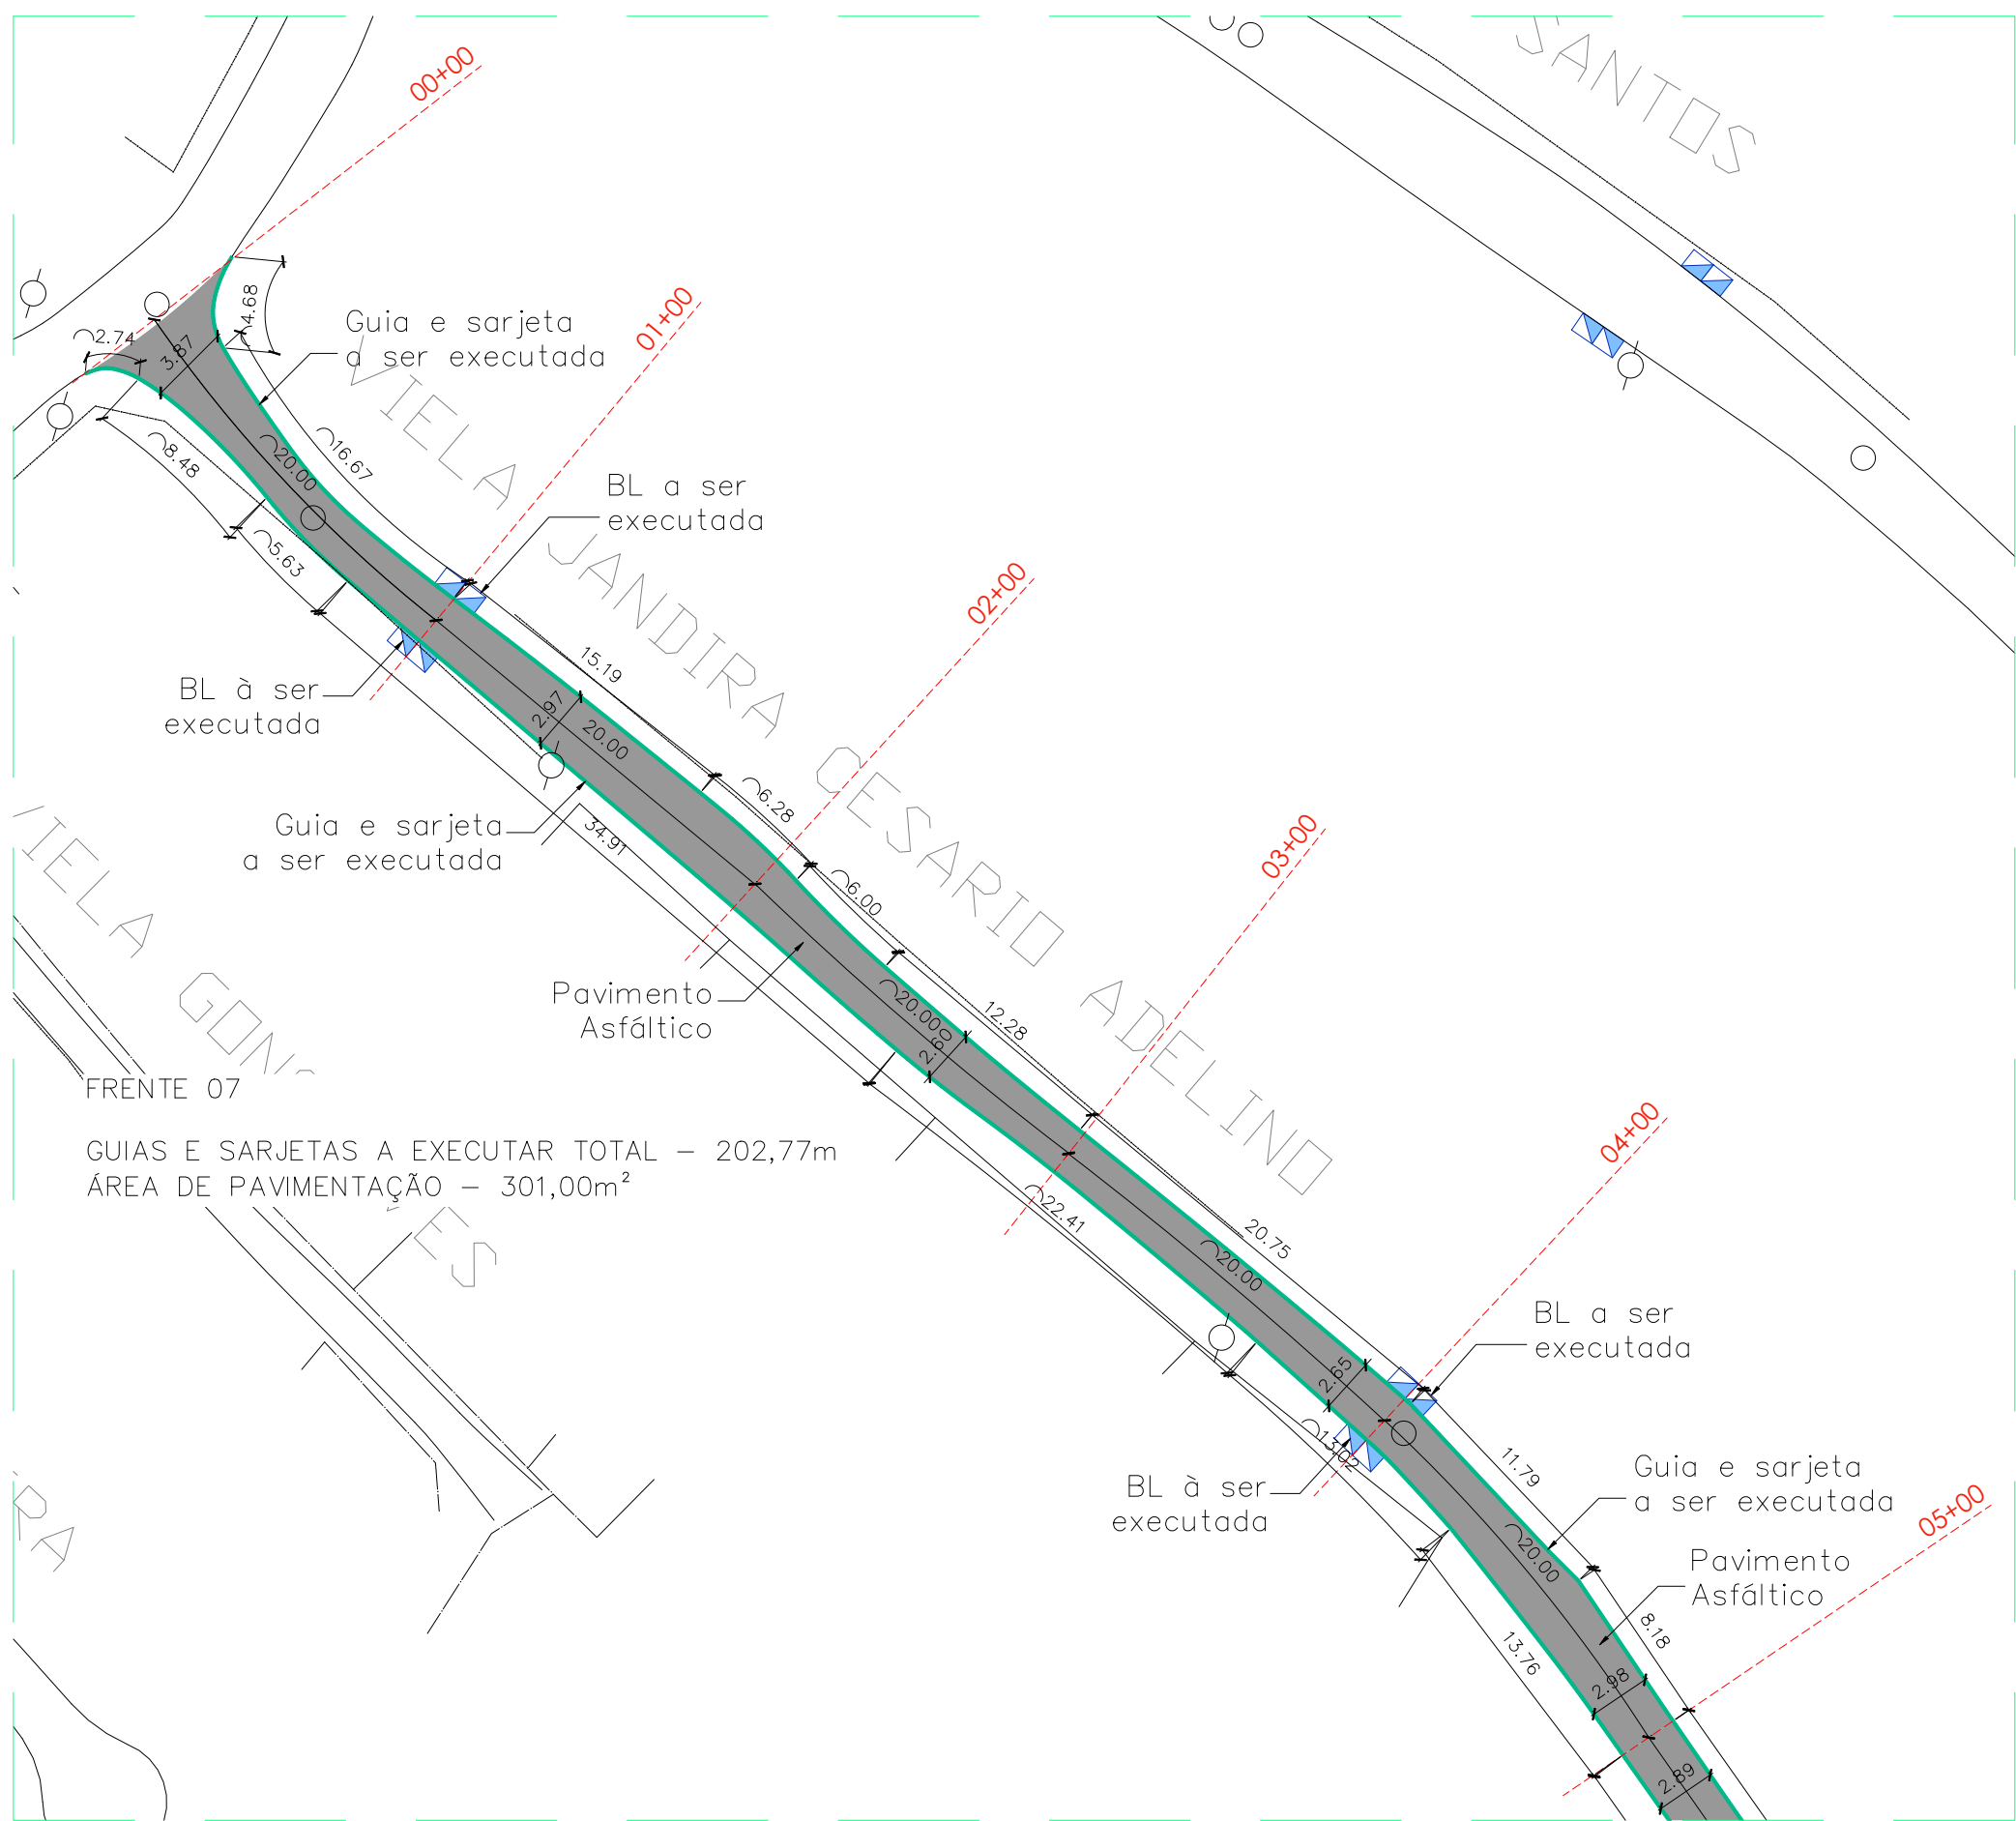 SANTOS
00+00
01+00
2.74
3.87
4.68
Guia e sarjeta
a ser executada
VIELA JANDIRA CESARIO ADELINO
8.48
20.00
16.67
5.63
BL a ser
executada
02+00
BL à ser
executada
15.19
2.97
20.00
6.28
Guia e sarjeta
a ser executada
34.91
6.00
03+00
VIELA
Pavimento
Asfáltico
20.00
2.60
12.28
FRENTE 07
GUIAS E SARJETAS A EXECUTAR TOTAL – 202,77m
ÁREA DE PAVIMENTAÇÃO – 301,00m²
04+00
22.41
20.75
20.00
BL a ser
executada
2.65
13.02
BL à ser
executada
11.79
Guia e sarjeta
a ser executada
05+00
20.00
Pavimento
Asfáltico
8.18
13.76
2.98
2.89